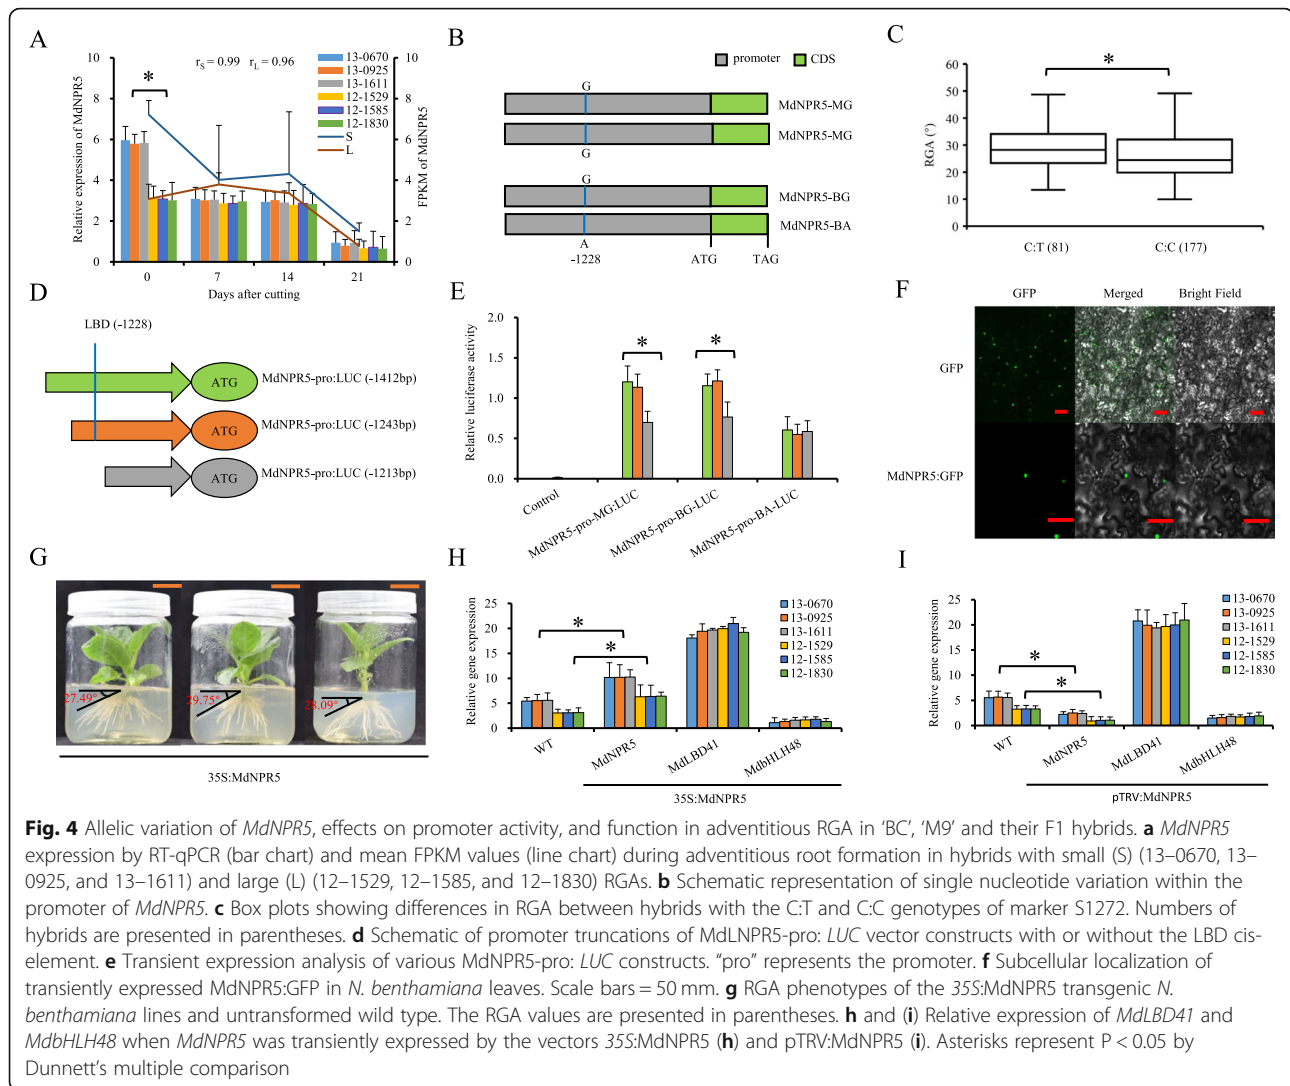 A
10
8
6
4
2
0
Relative expression of MdNPR5
*
r_S = 0.99 r_L = 0.96
13-0670
13-0925
13-1611
12-1529
12-1585
12-1830
S
L
10
8
6
4
2
0
FPKM of MdNPR5
0 7 14 21
Days after cutting
B
promoter CDS
G
MdNPR5-MG
MdNPR5-MG
G
G
MdNPR5-BG
MdNPR5-BA
A
-1228 ATG TAG
C
60
50
40
30
20
10
0
RGA (°)
*
C:T (81) C:C (177)
D
LBD (-1228)
ATG MdNPR5-pro:LUC (-1412bp)
ATG MdNPR5-pro:LUC (-1243bp)
ATG MdNPR5-pro:LUC (-1213bp)
E
2.0
1.5
1.0
0.5
0.0
Relative luciferase activity
* *
Control MdNPR5-pro-MG:LUC MdNPR5-pro-BG-LUC MdNPR5-pro-BA-LUC
F
GFP Merged Bright Field
GFP
MdNPR5:GFP
G
27.49° 29.75° 28.09°
35S:MdNPR5
H
25
20
15
10
5
0
Relative gene expression
*
*
13-0670
13-0925
13-1611
12-1529
12-1585
12-1830
WT MdNPR5 MdLBD41 MdbHLH48
35S:MdNPR5
I
25
20
15
10
5
0
Relative gene expression
*
*
13-0670
13-0925
13-1611
12-1529
12-1585
12-1830
WT MdNPR5 MdLBD41 MdbHLH48
pTRV:MdNPR5
Fig. 4 Allelic variation of MdNPR5, effects on promoter activity, and function in adventitious RGA in ‘BC’, ‘M9’ and their F1 hybrids. a MdNPR5
expression by RT-qPCR (bar chart) and mean FPKM values (line chart) during adventitious root formation in hybrids with small (S) (13–0670, 13–
0925, and 13–1611) and large (L) (12–1529, 12–1585, and 12–1830) RGAs. b Schematic representation of single nucleotide variation within the
promoter of MdNPR5. c Box plots showing differences in RGA between hybrids with the C:T and C:C genotypes of marker S1272. Numbers of
hybrids are presented in parentheses. d Schematic of promoter truncations of MdLNPR5-pro: LUC vector constructs with or without the LBD cis-
element. e Transient expression analysis of various MdNPR5-pro: LUC constructs. “pro” represents the promoter. f Subcellular localization of
transiently expressed MdNPR5:GFP in N. benthamiana leaves. Scale bars = 50 mm. g RGA phenotypes of the 35S:MdNPR5 transgenic N.
benthamiana lines and untransformed wild type. The RGA values are presented in parentheses. h and (i) Relative expression of MdLBD41 and
MdbHLH48 when MdNPR5 was transiently expressed by the vectors 35S:MdNPR5 (h) and pTRV:MdNPR5 (i). Asterisks represent P < 0.05 by
Dunnett’s multiple comparison